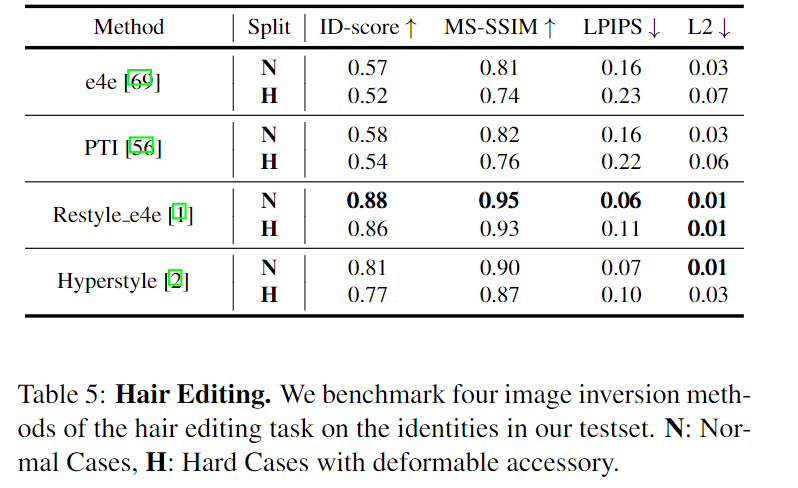 Method Split ID-score ↑ MS-SSIM ↑ LPIPS ↓ L2 ↓
e4e [69] N 0.57 0.81 0.16 0.03
H 0.52 0.74 0.23 0.07
PTI [56] N 0.58 0.82 0.16 0.03
H 0.54 0.76 0.22 0.06
Restyle_e4e [1] N 0.88 0.95 0.06 0.01
H 0.86 0.93 0.11 0.01
Hyperstyle [2] N 0.81 0.90 0.07 0.01
H 0.77 0.87 0.10 0.03
Table 5: Hair Editing. We benchmark four image inversion meth-
ods of the hair editing task on the identities in our testset. N: Nor-
mal Cases, H: Hard Cases with deformable accessory.